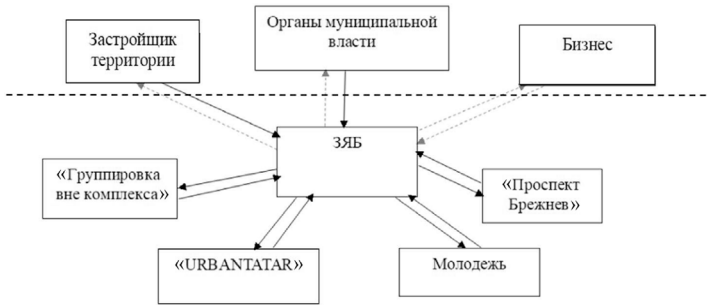 Застройщик
территории
Органы муниципальной
власти
Бизнес
ЗЯБ
«Группировка
вне комплекса»
«Проспект
Брежнев»
«URBANTATAR»
Молодежь